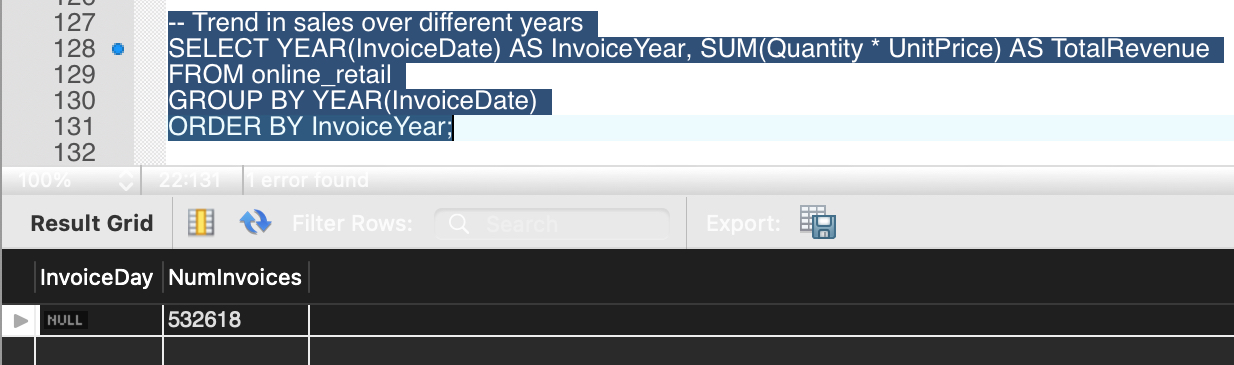 127 -- Trend in sales over different years
128 SELECT YEAR(InvoiceDate) AS InvoiceYear, SUM(Quantity * UnitPrice) AS TotalRevenue
129 FROM online_retail
130 GROUP BY YEAR(InvoiceDate)
131 ORDER BY InvoiceYear;
132
100% 22:131 1 error found
Result Grid Filter Rows: Search Export:
InvoiceDay NumInvoices
NULL 532618